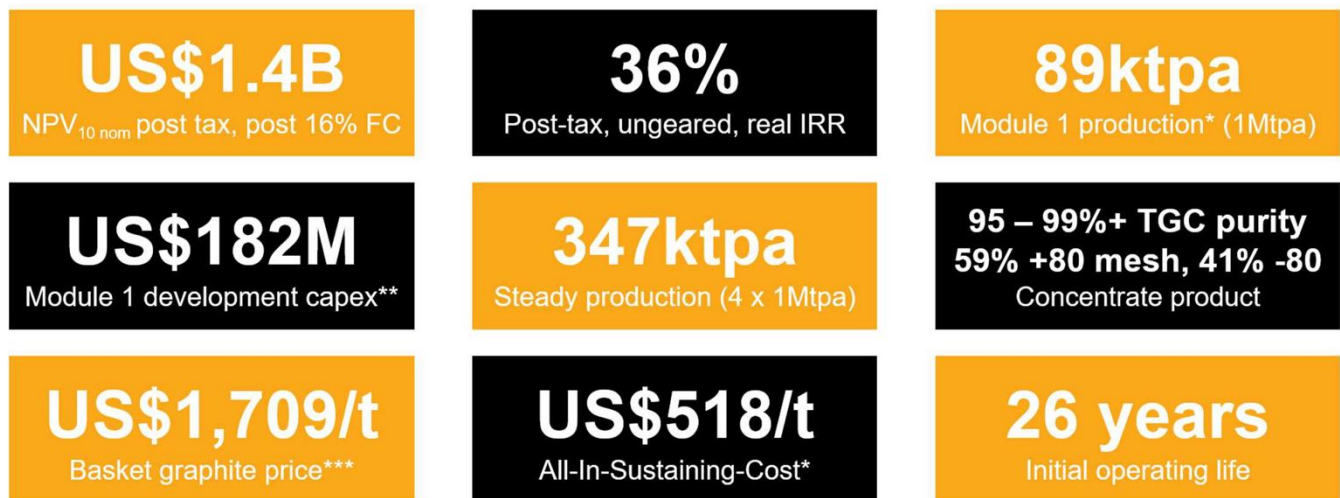 US$1.4B
NPV10 nom post tax, post 16% FC
36%
Post-tax, ungeared, real IRR
89ktpa
Module 1 production* (1Mtpa)
US$182M
Module 1 development capex**
347ktpa
Steady production (4 x 1Mtpa)
95 – 99%+ TGC purity
59% +80 mesh, 41% -80
Concentrate product
US$1,709/t
Basket graphite price***
US$518/t
All-In-Sustaining-Cost*
26 years
Initial operating life